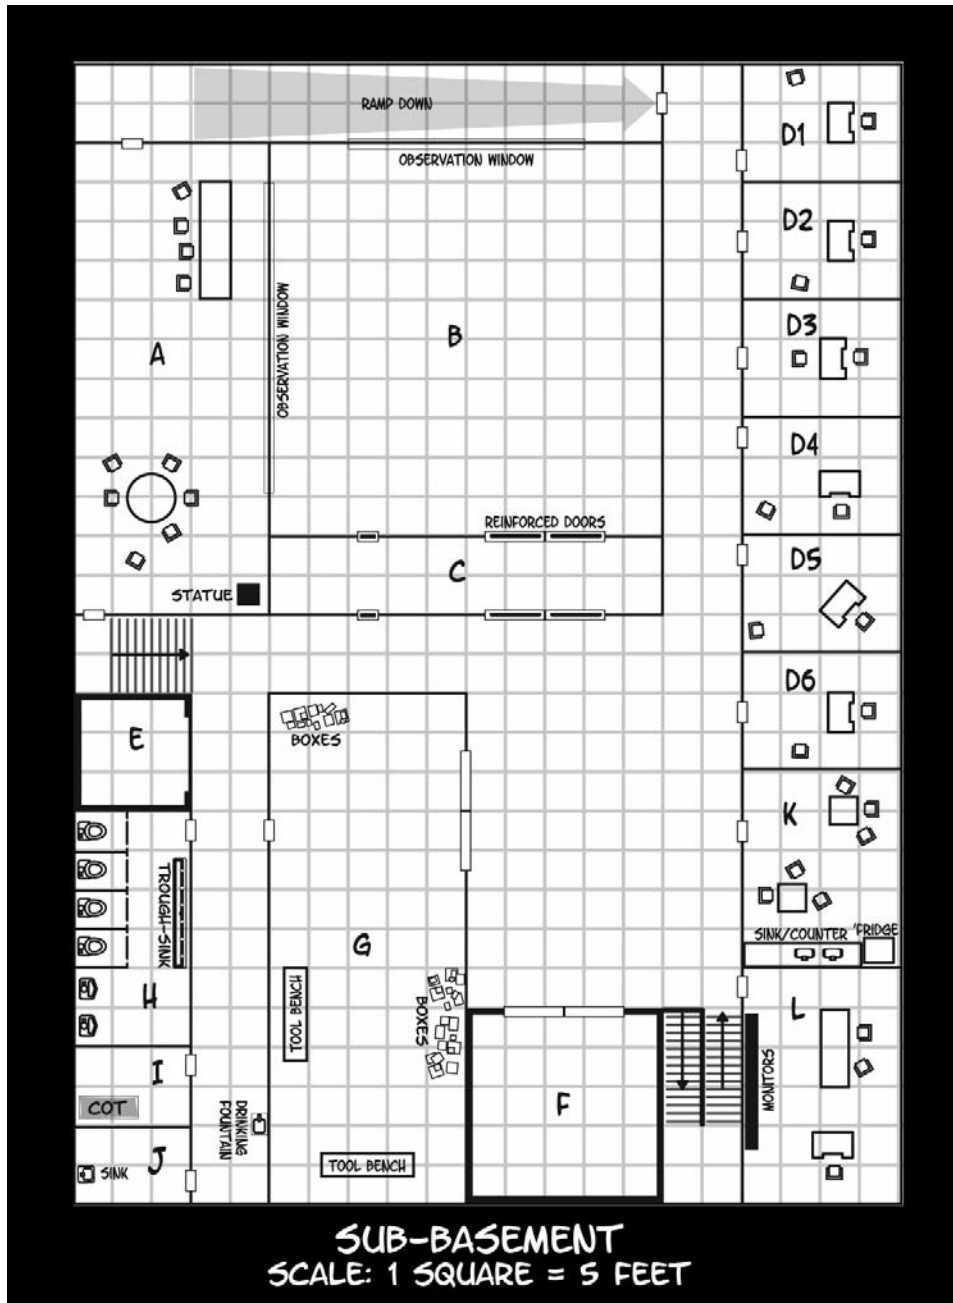 RAMP DOWN
D1
OBSERVATION WINDOW
D2
OBSERVATION WINDOW
D3
B
A
D4
REINFORCED DOORS
D5
C
STATUE
D6
E
BOXES
K
TROUGH-SINK
SINK/COUNTER
'FRIDGE
G
H
TOOL BENCH
BOXES
L
I
MONITORS
COT
F
DRINKING
FOUNTAIN
J
SINK
TOOL BENCH
SUB-BASEMENT
SCALE: 1 SQUARE = 5 FEET